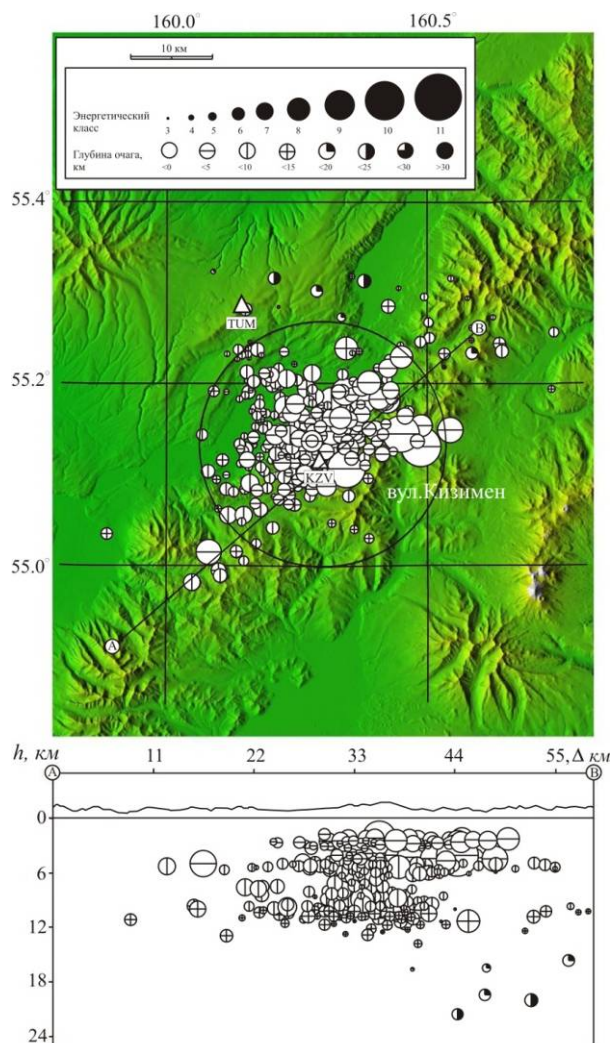 160.0° 160.5°
10 км
Энергетический
класс
3 4 5 6 7 8 9 10 11
Глубина очага,
км
<0 <5 <10 <15 <20 <25 <30 >30
55.4°
TUM
B
55.2°
KZV
вул.Кизимен
55.0°
A
h, км 11 22 33 44 55, Δ км
A B
0
6
12
18
24